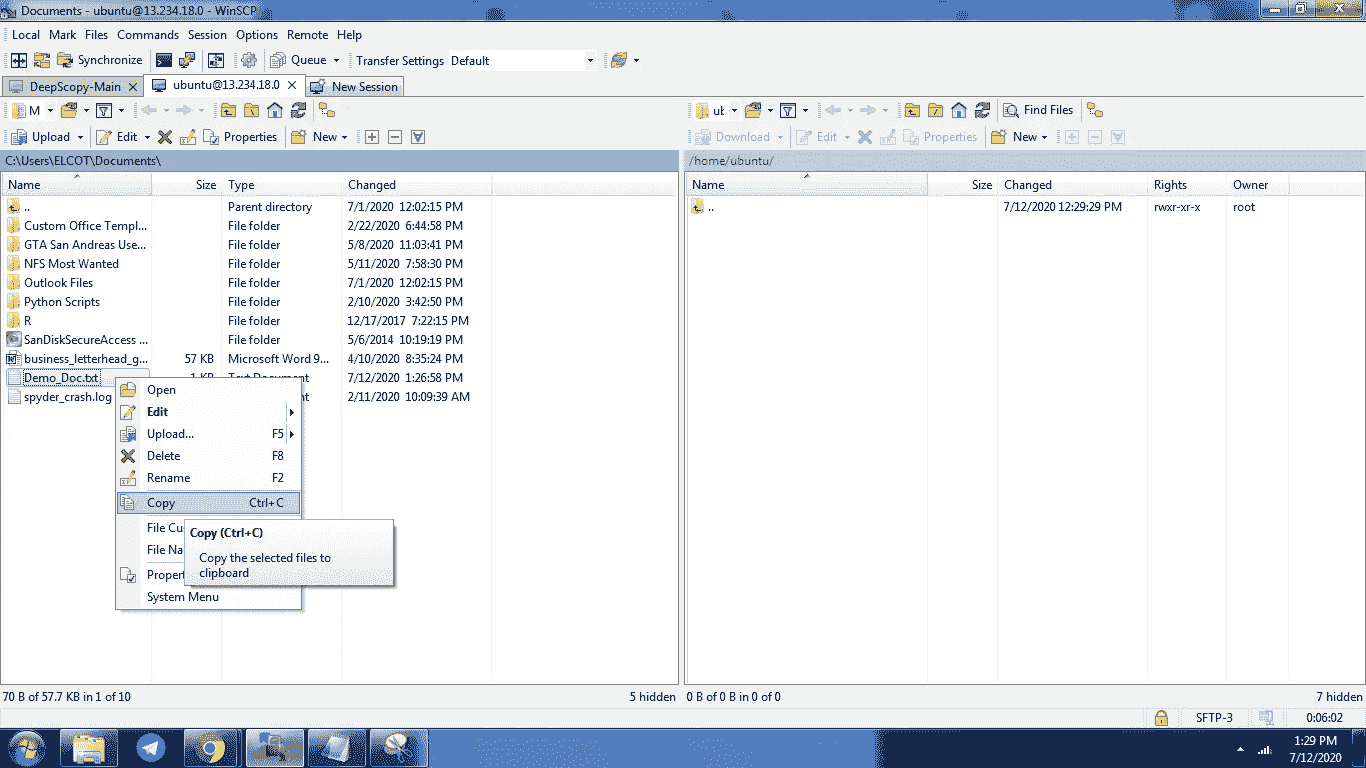 Documents - ubuntu@13.234.18.0 - WinSCP
Local Mark Files Commands Session Options Remote Help
Synchronize Queue Transfer Settings Default
DeepScopy-Main ubuntu@13.234.18.0 New Session
M ut Find Files
Upload Edit Properties New Download Edit Properties New
C:\Users\ELCOT\Documents\ /home/ubuntu/
Name Size Type Changed Name Size Changed Rights Owner
.. Parent directory 7/1/2020 12:02:15 PM .. 7/12/2020 12:29:29 PM rwxr-xr-x root
Custom Office Templ... File folder 2/22/2020 6:44:58 PM
GTA San Andreas Use... File folder 5/8/2020 11:03:41 PM
NFS Most Wanted File folder 5/11/2020 7:58:30 PM
Outlook Files File folder 7/1/2020 12:02:15 PM
Python Scripts File folder 2/10/2020 3:42:50 PM
R File folder 12/17/2017 7:22:15 PM
SanDiskSecureAccess ... File folder 5/6/2014 10:19:19 PM
business_letterhead_g... 57 KB Microsoft Word 9... 4/10/2020 8:35:24 PM
Demo_Doc.txt 1 KB Text Document 7/12/2020 1:26:58 PM
spyder_crash.log 2/11/2020 10:09:39 AM
Open
Edit
Upload... F5
Delete F8
Rename F2
Copy Ctrl+C
File Cu
File Na
Propert
System Menu
Copy (Ctrl+C)
Copy the selected files to
clipboard
70 B of 57.7 KB in 1 of 10 5 hidden 0 B of 0 B in 0 of 0 7 hidden
SFTP-3 0:06:02
1:29 PM
7/12/2020